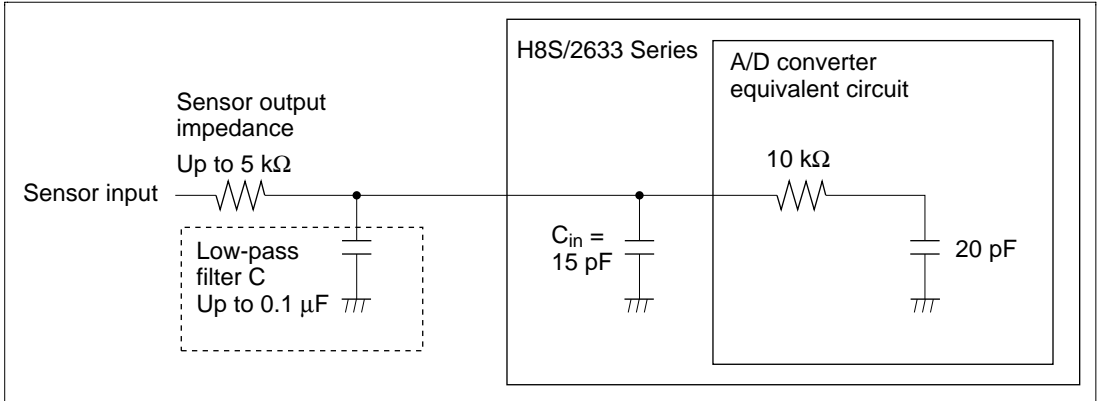 H8S/2633 Series
A/D converter
equivalent circuit
Sensor output
impedance
Up to 5 kΩ
10 kΩ
Sensor input
Low-pass
filter C
Up to 0.1 μF
Cin =
15 pF
20 pF